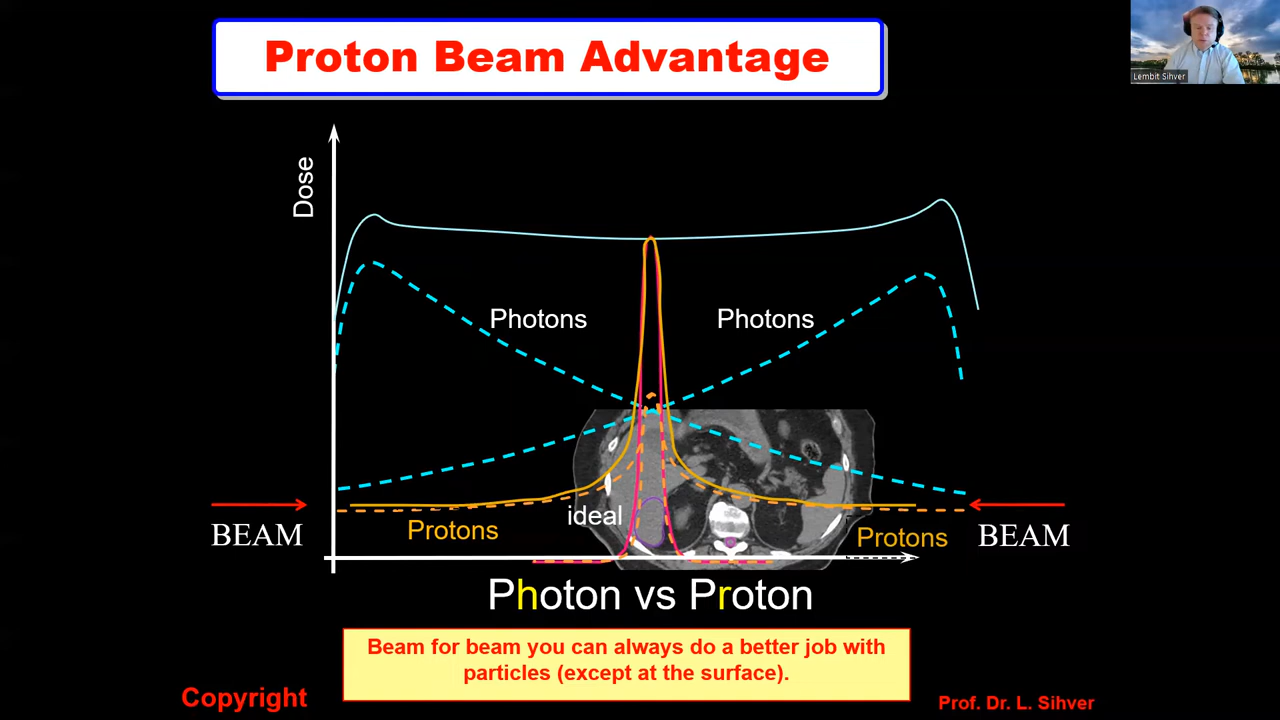 Proton Beam Advantage
Lembit Sihver
Dose
Photons
Photons
ideal
Protons
Protons
BEAM
BEAM
Photon vs Proton
Beam for beam you can always do a better job with
particles (except at the surface).
Copyright
Prof. Dr. L. Sihver